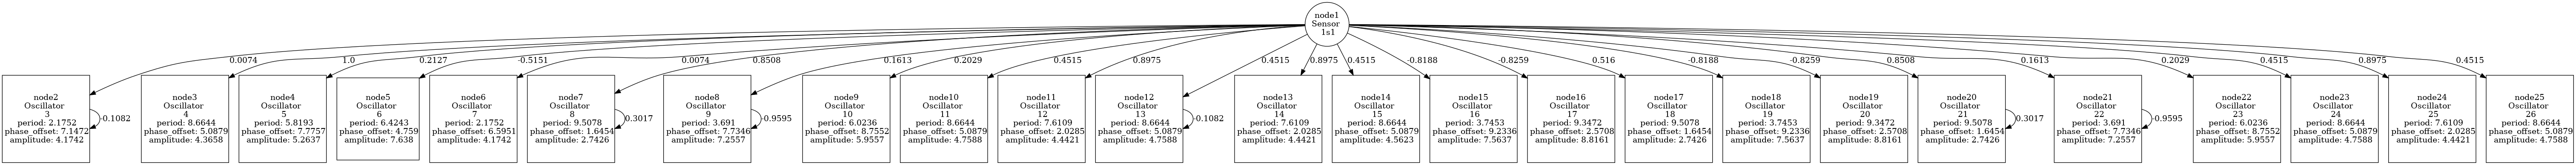 node1
Sensor
1s1
0.0074
1.0
0.2127
-0.5151
0.0074
0.8508
0.1613
0.2029
0.4515
0.8975
0.4515
0.8975
0.4515
-0.8188
-0.8259
0.516
-0.8188
-0.8259
0.8508
0.1613
0.2029
0.4515
0.8975
0.4515
node2
Oscillator
3
period: 2.1752
phase_offset: 7.1472
amplitude: 4.1742
0.1082
node3
Oscillator
4
period: 8.6644
phase_offset: 5.0879
amplitude: 4.3658
node4
Oscillator
5
period: 5.8193
phase_offset: 7.7757
amplitude: 5.2637
node5
Oscillator
6
period: 6.4243
phase_offset: 4.759
amplitude: 7.638
node6
Oscillator
7
period: 2.1752
phase_offset: 6.5951
amplitude: 4.1742
node7
Oscillator
8
period: 9.5078
phase_offset: 1.6454
amplitude: 2.7426
0.3017
node8
Oscillator
9
period: 3.691
phase_offset: 7.7346
amplitude: 7.2557
0.9595
node9
Oscillator
10
period: 6.0236
phase_offset: 8.7552
amplitude: 5.9557
node10
Oscillator
11
period: 8.6644
phase_offset: 5.0879
amplitude: 4.7588
node11
Oscillator
12
period: 7.6109
phase_offset: 2.0285
amplitude: 4.4421
node12
Oscillator
13
period: 8.6644
phase_offset: 5.0879
amplitude: 4.7588
0.1082
node13
Oscillator
14
period: 7.6109
phase_offset: 2.0285
amplitude: 4.4421
node14
Oscillator
15
period: 8.6644
phase_offset: 5.0879
amplitude: 4.5623
node15
Oscillator
16
period: 3.7453
phase_offset: 9.2336
amplitude: 7.5637
node16
Oscillator
17
period: 9.3472
phase_offset: 2.5708
amplitude: 8.8161
node17
Oscillator
18
period: 9.5078
phase_offset: 1.6454
amplitude: 2.7426
node18
Oscillator
19
period: 3.7453
phase_offset: 9.2336
amplitude: 7.5637
node19
Oscillator
20
period: 9.3472
phase_offset: 2.5708
amplitude: 8.8161
node20
Oscillator
21
period: 9.5078
phase_offset: 1.6454
amplitude: 2.7426
0.3017
node21
Oscillator
22
period: 3.691
phase_offset: 7.7346
amplitude: 7.2557
0.9595
node22
Oscillator
23
period: 6.0236
phase_offset: 8.7552
amplitude: 5.9557
node23
Oscillator
24
period: 8.6644
phase_offset: 5.0879
amplitude: 4.7588
node24
Oscillator
25
period: 7.6109
phase_offset: 2.0285
amplitude: 4.4421
node25
Oscillator
26
period: 8.6644
phase_offset: 5.0879
amplitude: 4.7588